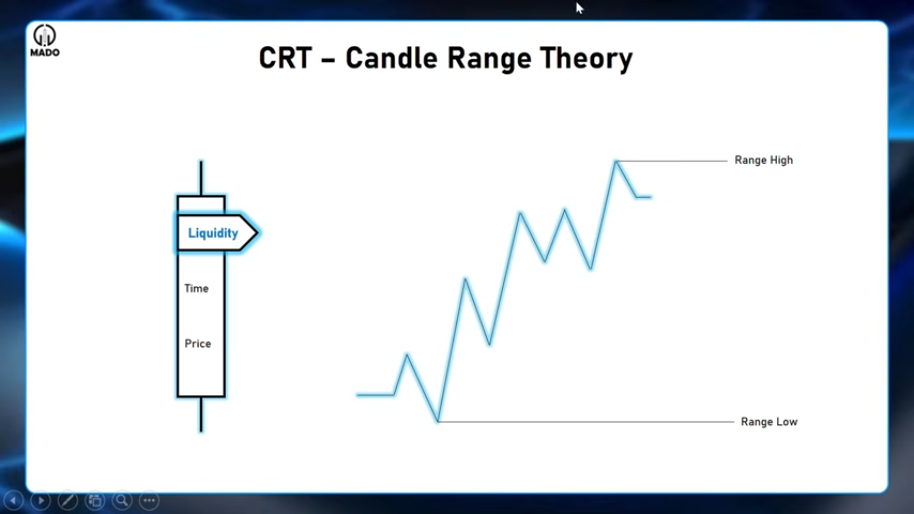 MADO
CRT – Candle Range Theory
Range High
Liquidity
Time
Price
Range Low